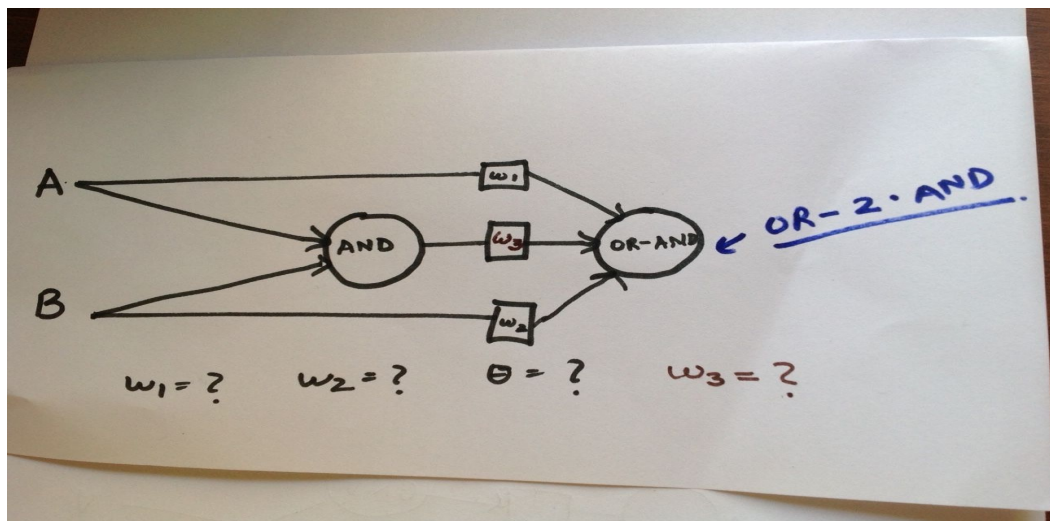 A
B
AND
w₁
w₃
w₂
OR-AND
OR-2·AND.
w₁ = ? w₂ = ? θ = ? w₃ = ?